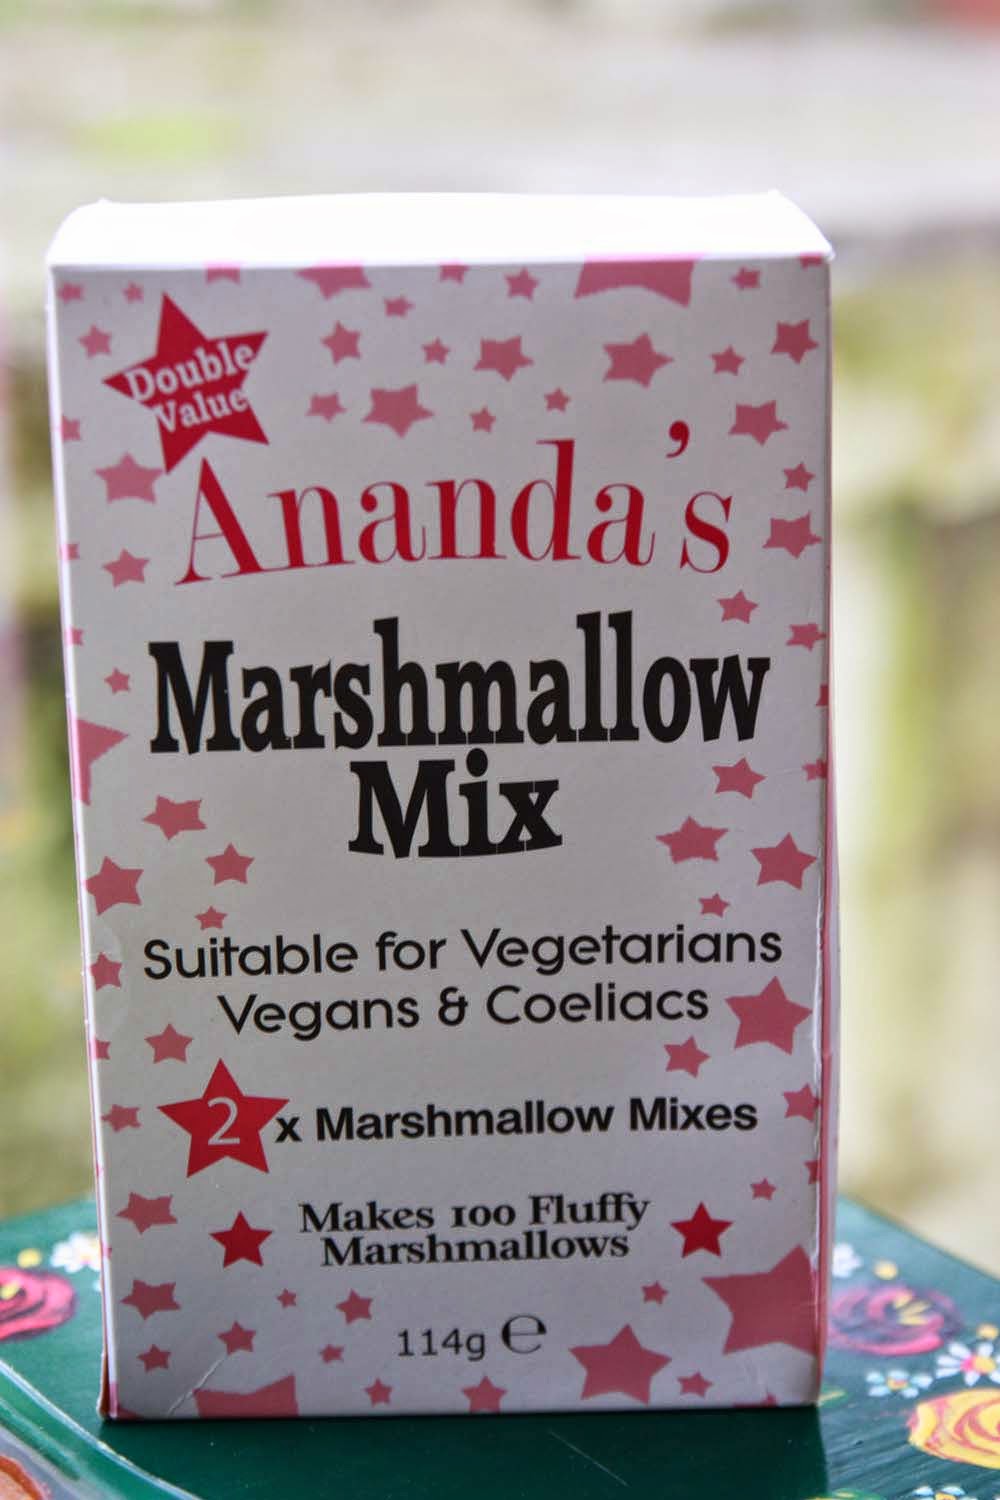 Double
Value
Ananda's
Marshmallow
Mix
Suitable for Vegetarians
Vegans & Coeliacs
2 x Marshmallow Mixes
Makes 100 Fluffy
Marshmallows
114g ℮